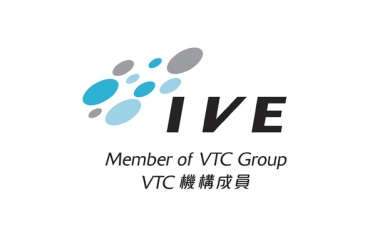 IVE
Member of VTC Group
VTC 機構成員